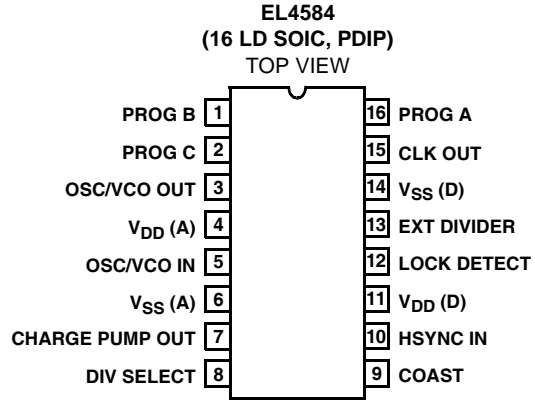 EL4584
(16 LD SOIC, PDIP)
TOP VIEW
PROG B 1 16 PROG A
PROG C 2 15 CLK OUT
OSC/VCO OUT 3 14 VSS (D)
VDD (A) 4 13 EXT DIVIDER
OSC/VCO IN 5 12 LOCK DETECT
VSS (A) 6 11 VDD (D)
CHARGE PUMP OUT 7 10 HSYNC IN
DIV SELECT 8 9 COAST